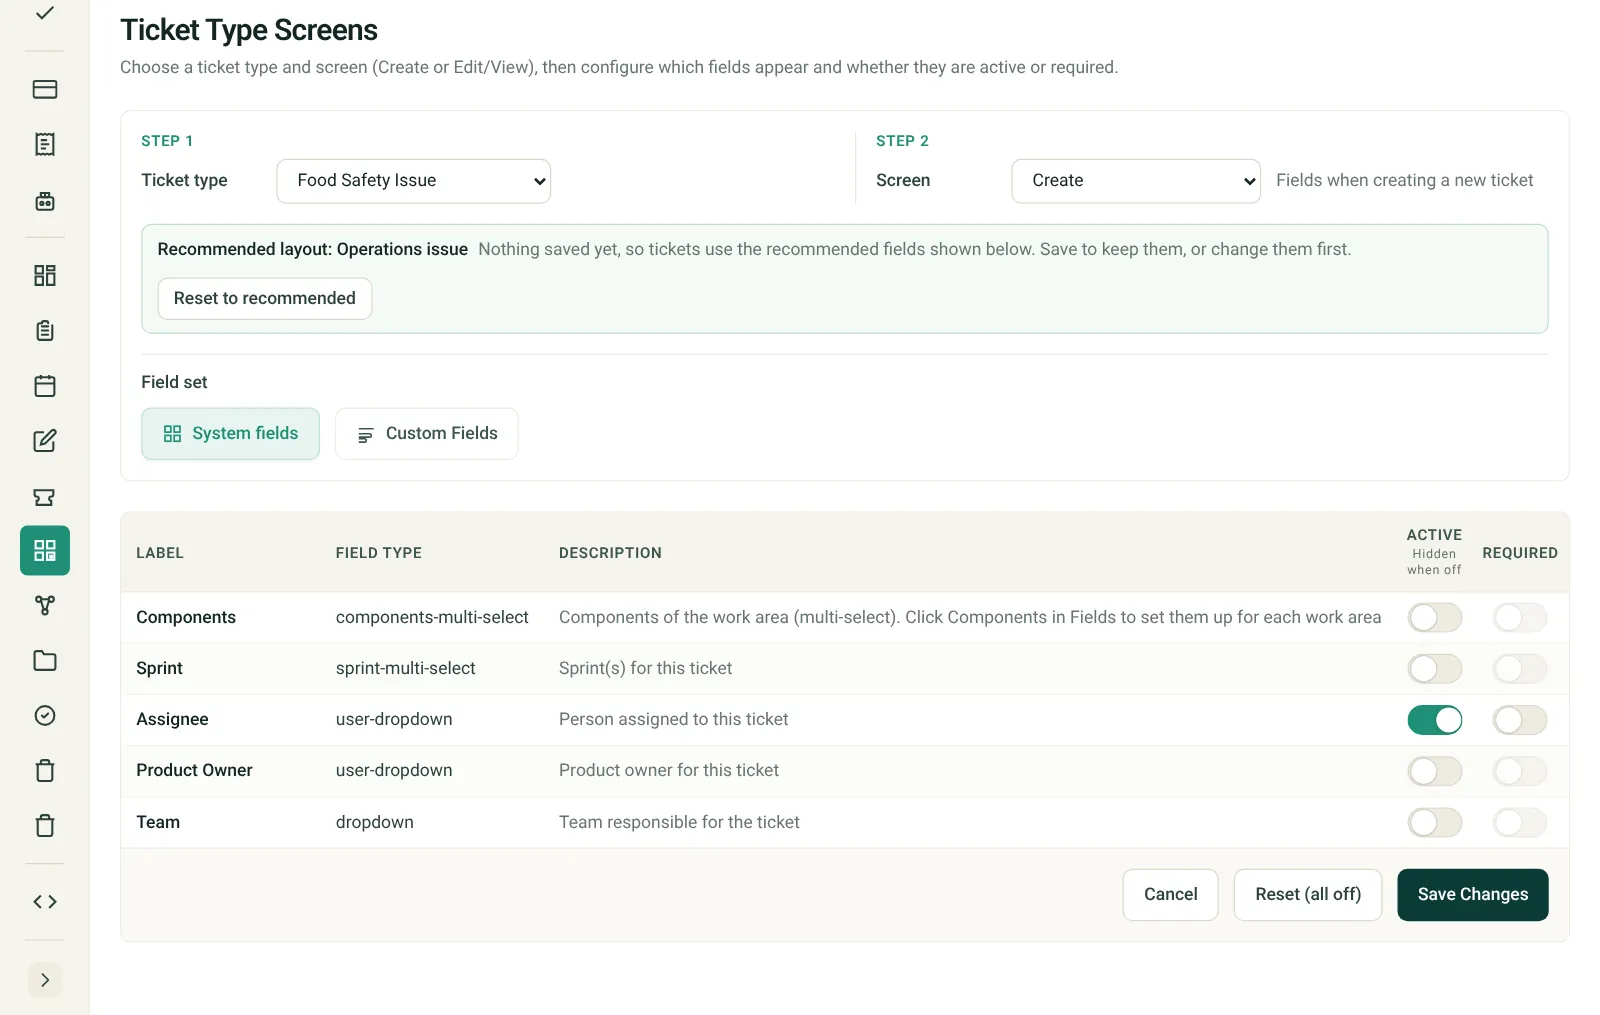 Ticket Type Screens
Choose a ticket type and screen (Create or Edit/View), then configure which fields appear and whether they are active or required.
STEP 1
Ticket type
Food Safety Issue
STEP 2
Screen
Create
Fields when creating a new ticket
Recommended layout: Operations issue Nothing saved yet, so tickets use the recommended fields shown below. Save to keep them, or change them first.
Reset to recommended
Field set
System fields
Custom Fields
LABEL FIELD TYPE DESCRIPTION ACTIVE Hidden when off REQUIRED
Components components-multi-select Components of the work area (multi-select). Click Components in Fields to set them up for each work area
Sprint sprint-multi-select Sprint(s) for this ticket
Assignee user-dropdown Person assigned to this ticket
Product Owner user-dropdown Product owner for this ticket
Team dropdown Team responsible for the ticket
Cancel Reset (all off) Save Changes